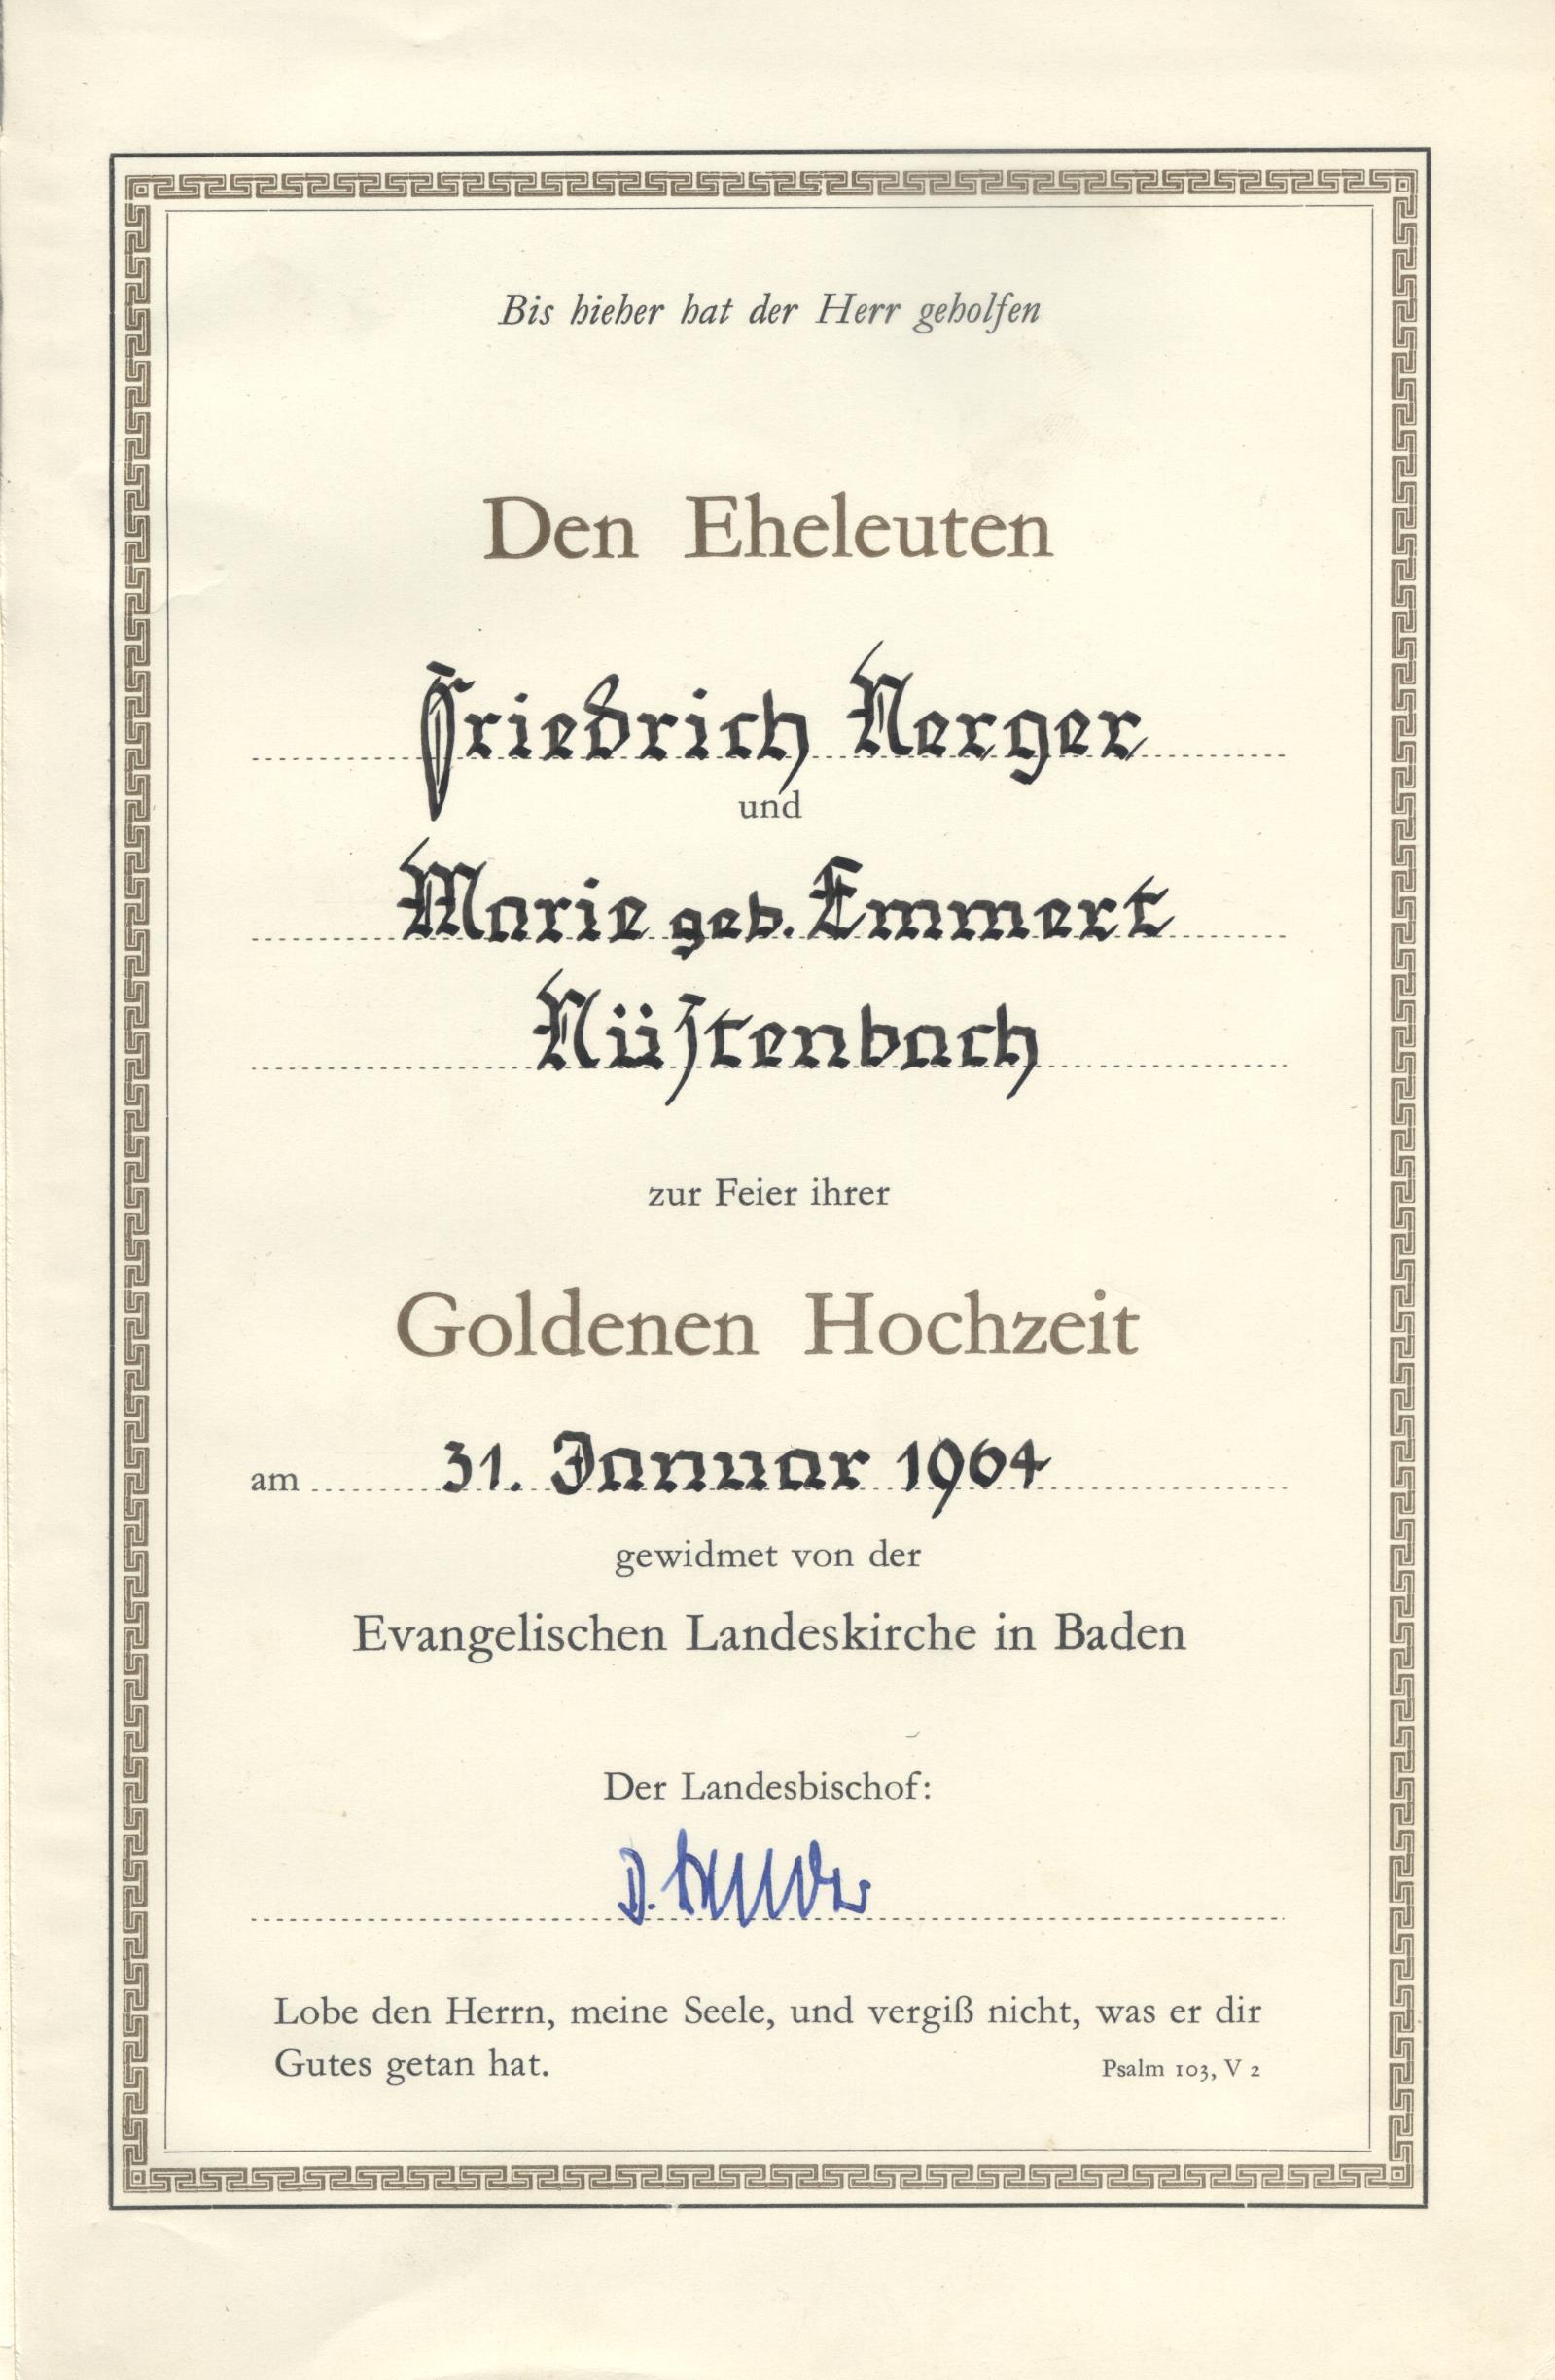 Bis hieher hat der Herr geholfen
Den Eheleuten
Friedrich Nerger
und
Marie geb. Emmert
Nüstenbach
zur Feier ihrer
Goldenen Hochzeit
am 31. Januar 1964
gewidmet von der
Evangelischen Landeskirche in Baden
Der Landesbischof:
D.
Lobe den Herrn, meine Seele, und vergiß nicht, was er dir
Gutes getan hat. Psalm 103, V 2